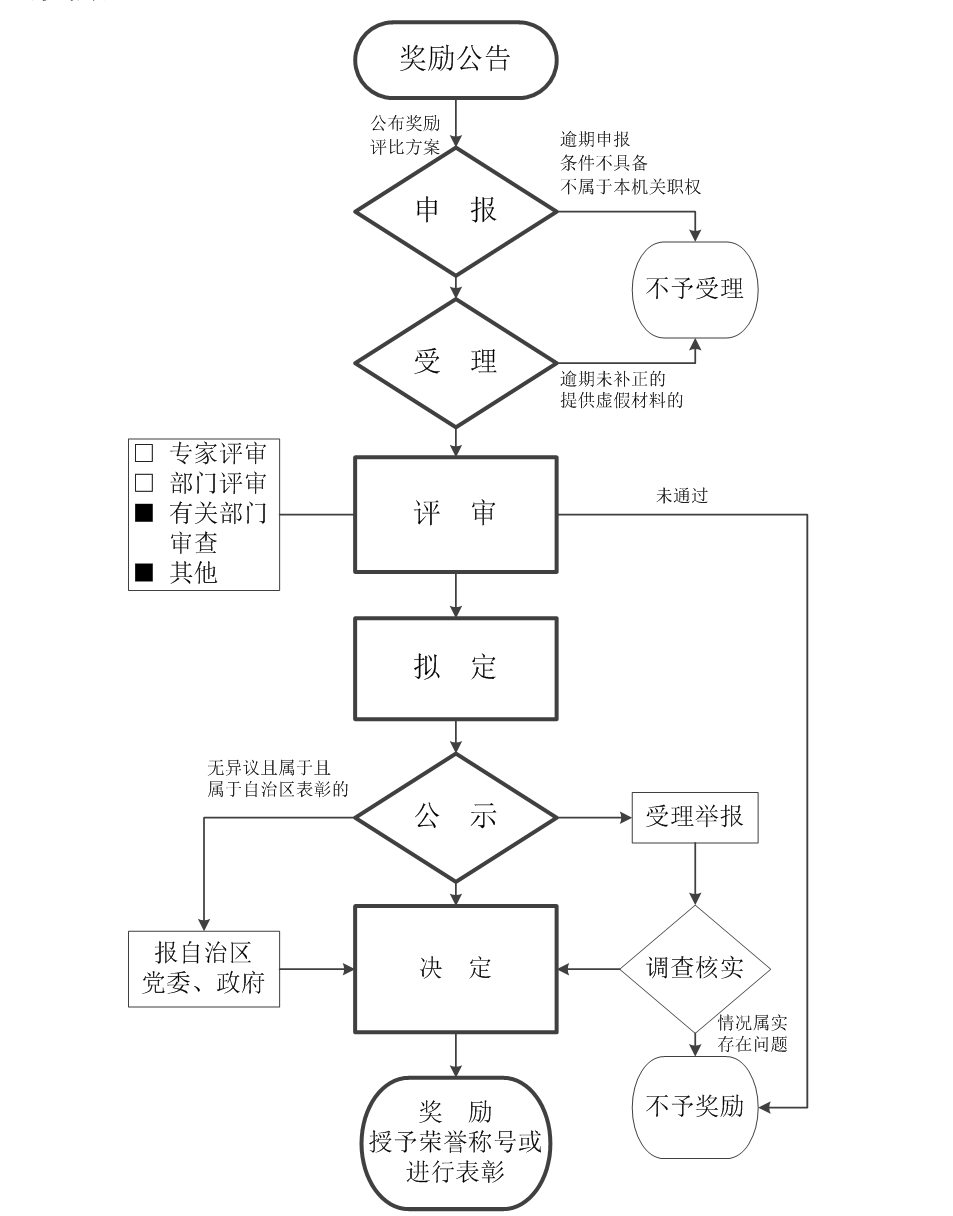 奖励公告
公布奖励
评比方案
逾期申报
条件不具备
不属于本机关职权
申 报
不予受理
受 理
逾期未补正的
提供虚假材料的
□ 专家评审
□ 部门评审
■ 有关部门
审查
■ 其他
评 审
未通过
拟 定
无异议且属于且
属于自治区表彰的
公 示
受理举报
报自治区
党委、政府
决 定
调查核实
情况属实
存在问题
奖 励
授予荣誉称号或
进行表彰
不予奖励